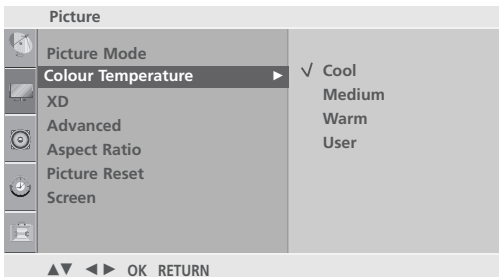 Picture
Picture Mode
Colour Temperature ►
XD
Advanced
Aspect Ratio
Picture Reset
Screen
√ Cool
Medium
Warm
User
▲▼ ◄► OK RETURN